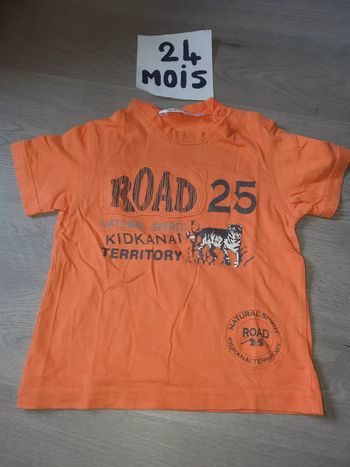 24
MOIS
ROAD 25
NATURAL SPIRIT
KIDKANAI
TERRITORY
NATURAL SPIRIT
ROAD
25
KIDKANAI TERRITORY